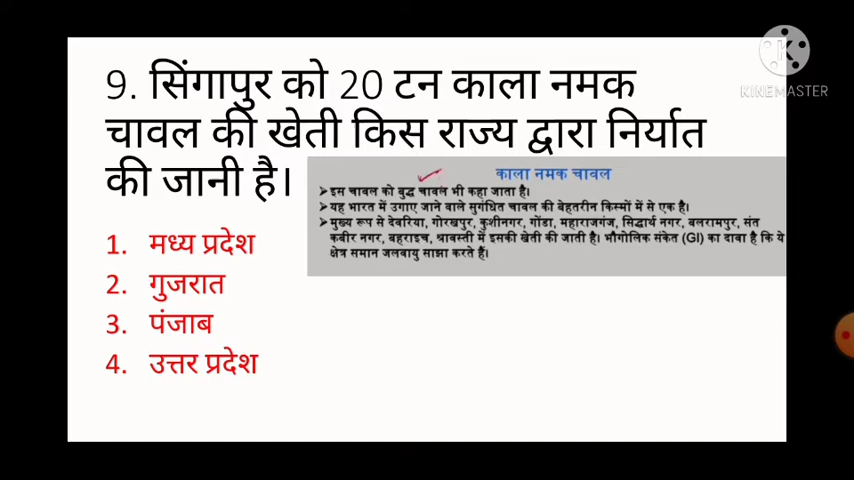 KINEMASTER
9. सिंगापुर को 20 टन काला नमक
चावल की खेती किस राज्य द्वारा निर्यात
की जानी है।
काला नमक चावल
➢इस चावल को बुद्ध चावल भी कहा जाता है।
➢यह भारत में उगाए जाने वाले सुगंधित चावल की बेहतरीन किस्मों में से एक है।
➢मुख्य रूप से देवरिया, गोरखपुर, कुशीनगर, गोंडा, महाराजगंज, सिद्धार्थ नगर, बलरामपुर, संत
कबीर नगर, बहराइच, श्रावस्ती में इसकी खेती की जाती है। भौगोलिक संकेत (GI) का दावा है कि ये
क्षेत्र समान जलवायु साझा करते हैं।
1. मध्य प्रदेश
2. गुजरात
3. पंजाब
4. उत्तर प्रदेश